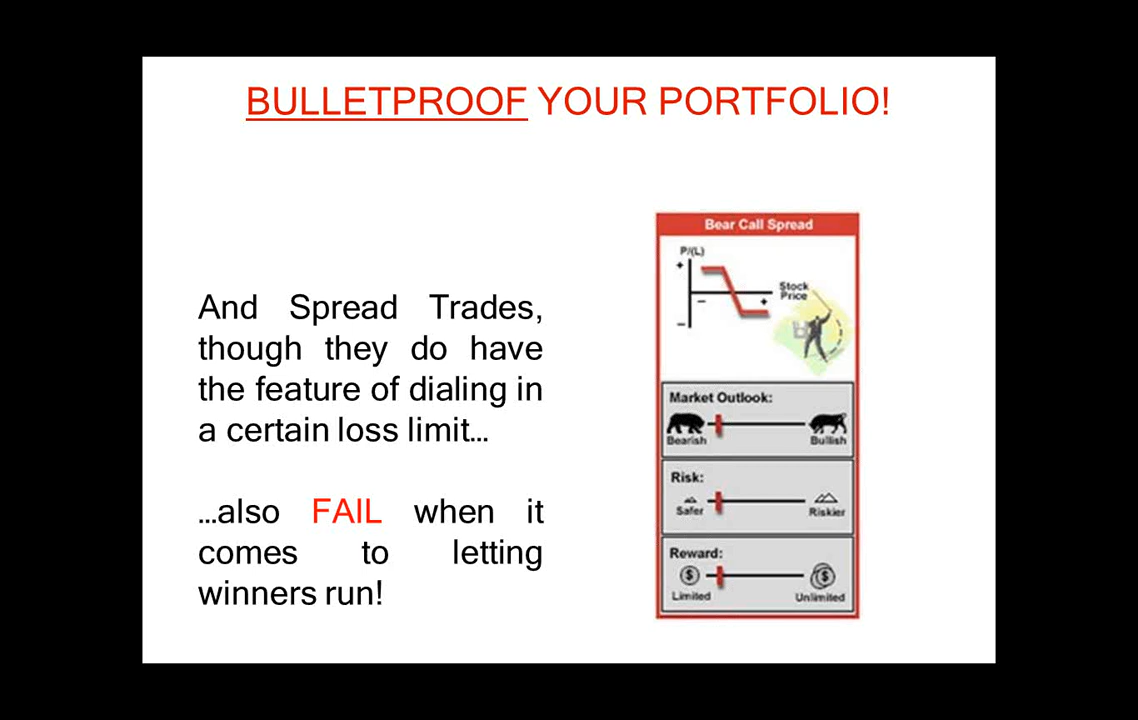 BULLETPROOF YOUR PORTFOLIO!
And Spread Trades,
though they do have
the feature of dialing in
a certain loss limit…
…also FAIL when it
comes to letting
winners run!
Bear Call Spread
P/(L)
+
Stock
Price
–
+
–
Market Outlook:
Bearish
Bullish
Risk:
Safer
Riskier
Reward:
$
$
Limited
Unlimited